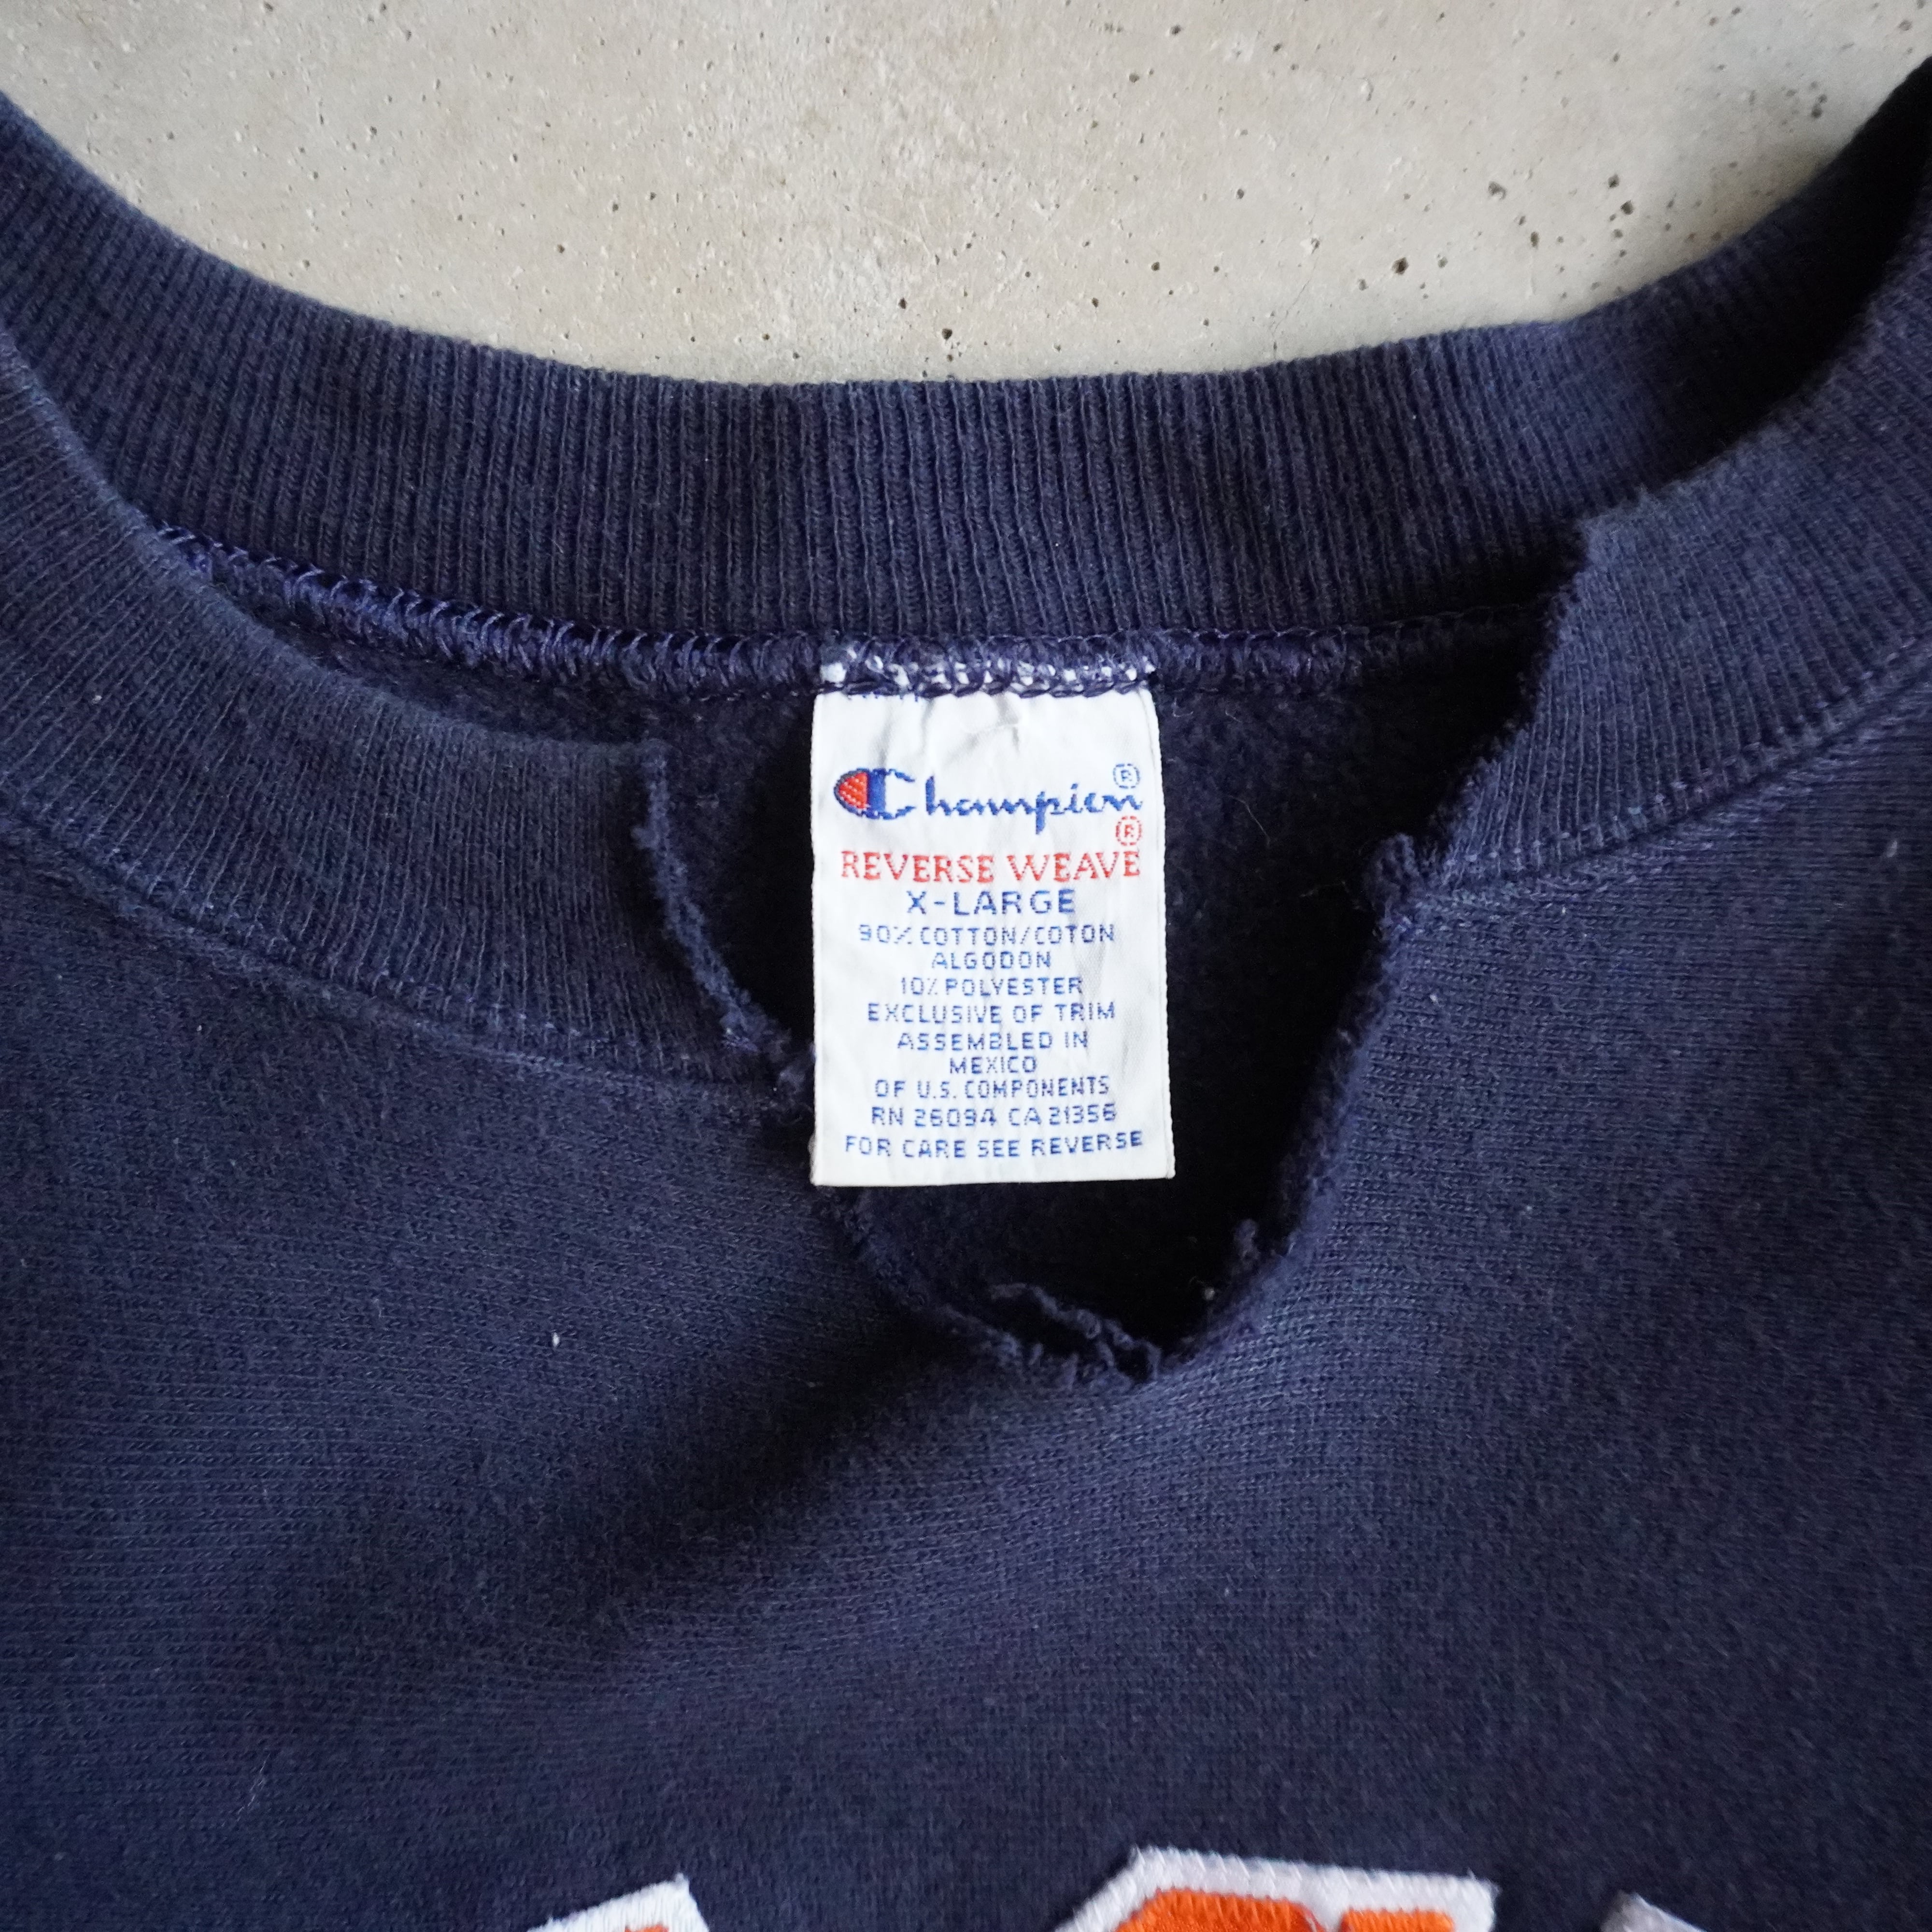 Champion®
®
REVERSE WEAVE
X-LARGE
90% COTTON/COTON
ALGODON
10% POLYESTER
EXCLUSIVE OF TRIM
ASSEMBLED IN
MEXICO
OF U.S. COMPONENTS
RN 26094 CA 21356
FOR CARE SEE REVERSE